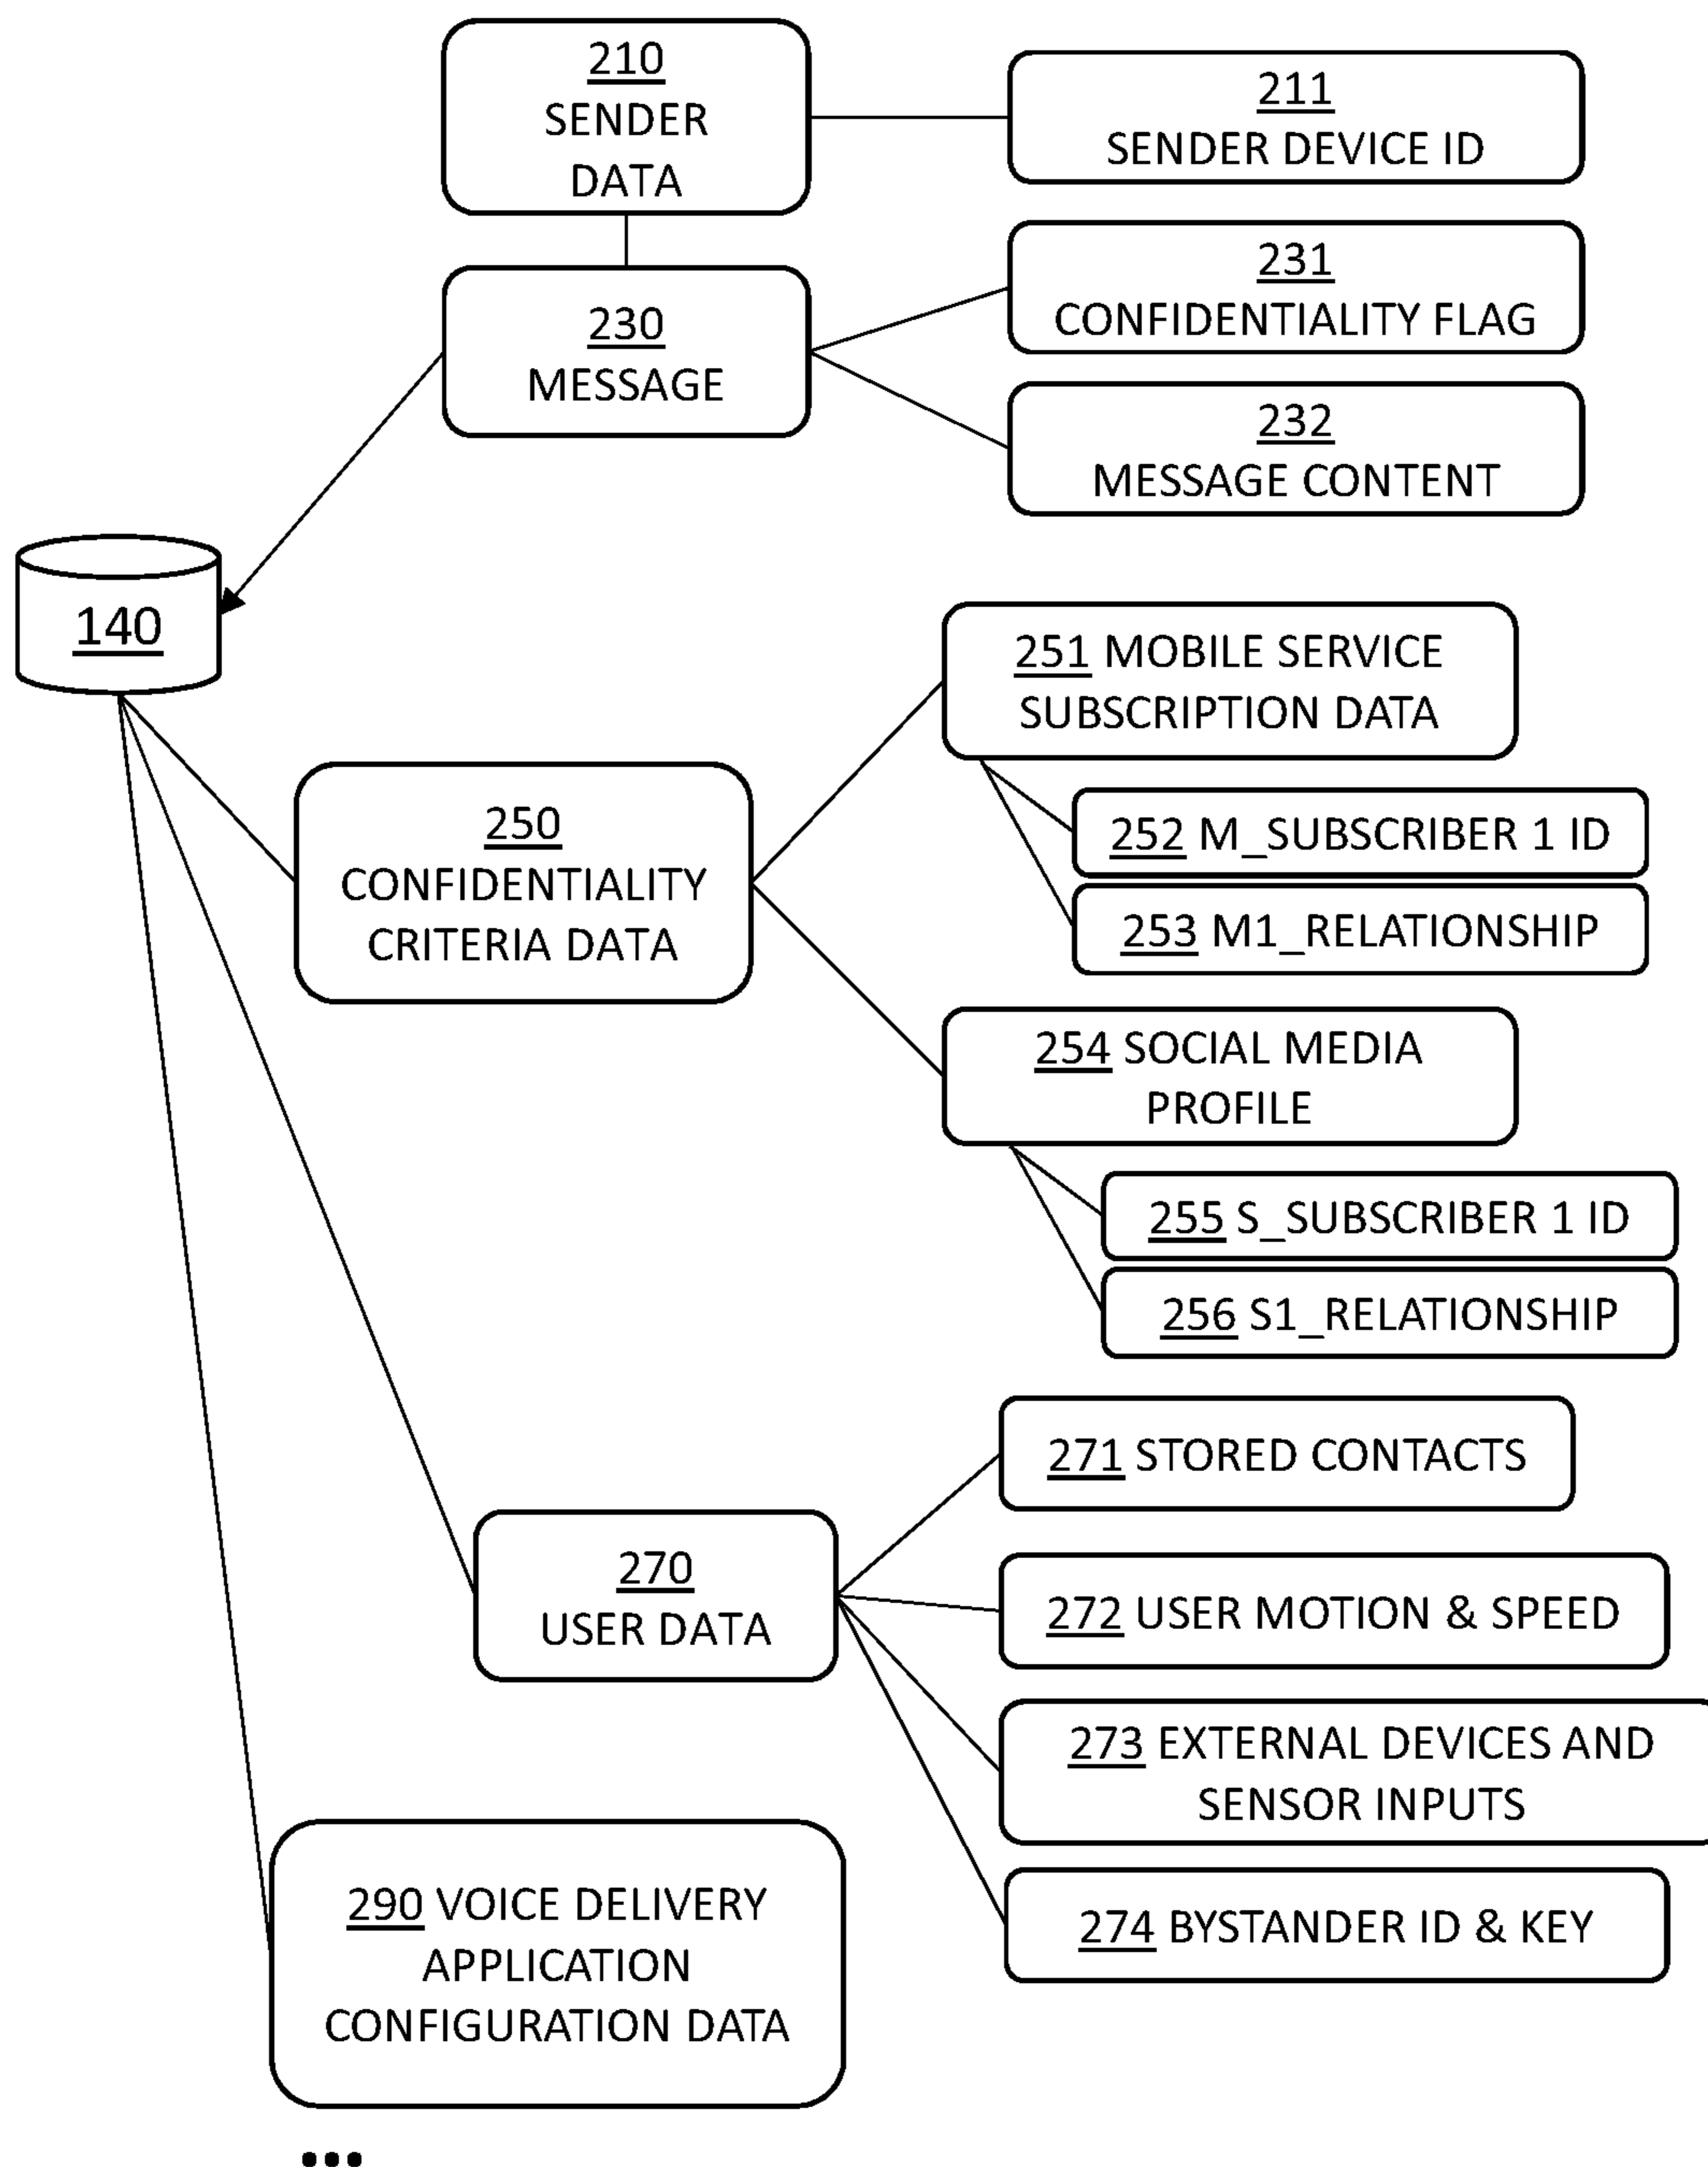 210
SENDER
DATA
211
SENDER DEVICE ID
230
MESSAGE
231
CONFIDENTIALITY FLAG
232
MESSAGE CONTENT
140
250
CONFIDENTIALITY
CRITERIA DATA
251 MOBILE SERVICE
SUBSCRIPTION DATA
252 M_SUBSCRIBER 1 ID
253 M1_RELATIONSHIP
254 SOCIAL MEDIA
PROFILE
255 S_SUBSCRIBER 1 ID
256 S1_RELATIONSHIP
270
USER DATA
271 STORED CONTACTS
272 USER MOTION & SPEED
273 EXTERNAL DEVICES AND
SENSOR INPUTS
274 BYSTANDER ID & KEY
290 VOICE DELIVERY
APPLICATION
CONFIGURATION DATA
...